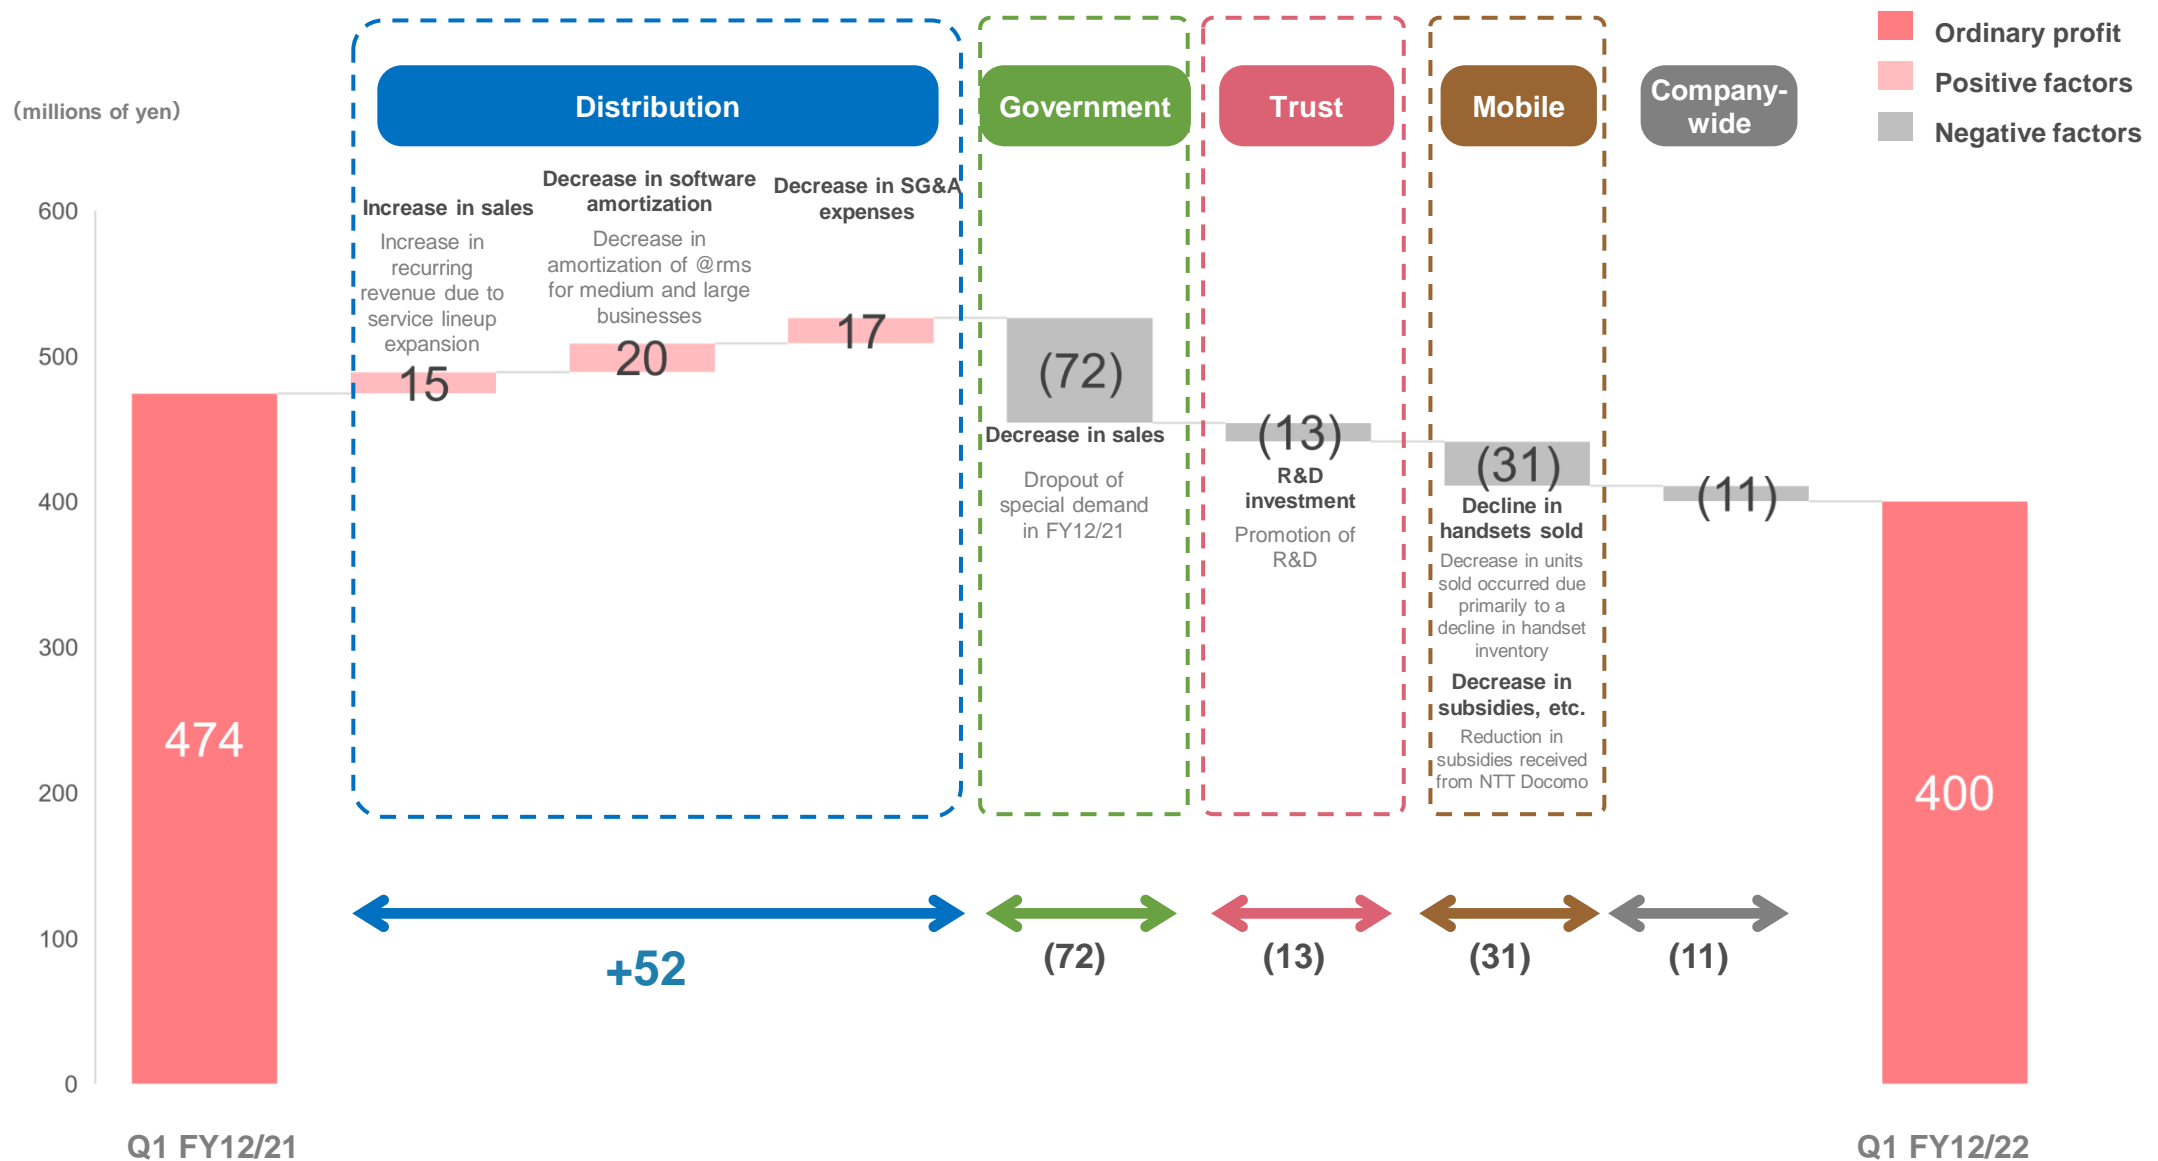 Ordinary profit
Positive factors
Negative factors
(millions of yen)
Distribution
Government
Trust
Mobile
Company-
wide
Increase in sales
Increase in
recurring
revenue due to
service lineup
expansion
Decrease in software
amortization
Decrease in
amortization of @rms
for medium and large
businesses
Decrease in SG&A
expenses
600
500
400
300
200
100
0
474
15
20
17
(72)
Decrease in sales
Dropout of
special demand
in FY12/21
(13)
R&D
investment
Promotion of
R&D
(31)
Decline in
handsets sold
Decrease in units
sold occurred due
primarily to a
decline in handset
inventory
Decrease in
subsidies, etc.
Reduction in
subsidies received
from NTT Docomo
(11)
400
+52
(72)
(13)
(31)
(11)
Q1 FY12/21
Q1 FY12/22